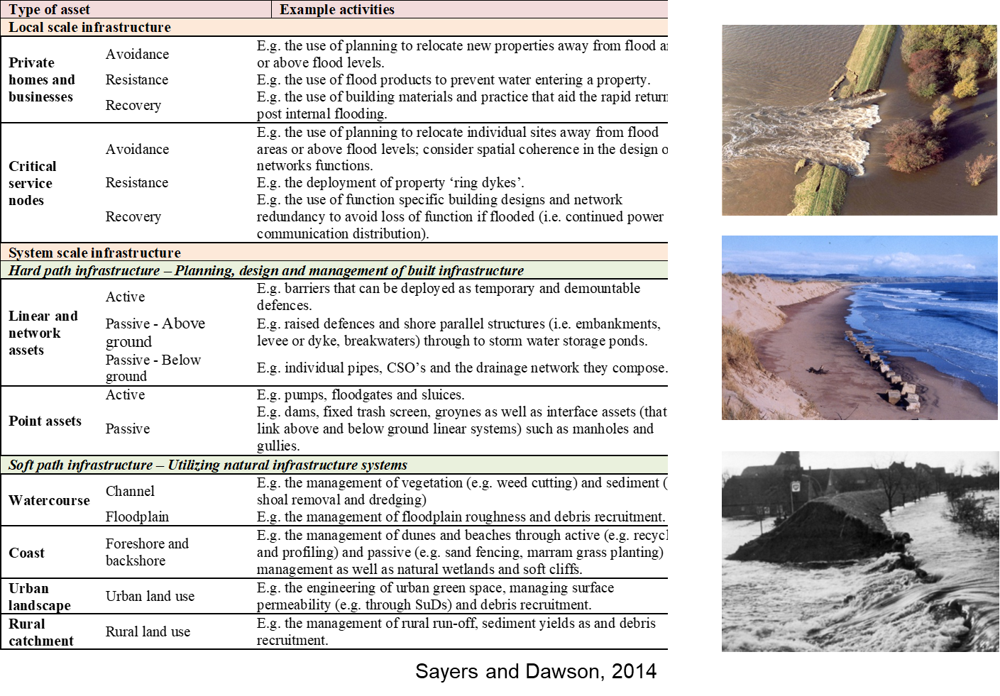 Type of asset Example activities
Local scale infrastructure
Private homes and businesses
Avoidance
E.g. the use of planning to relocate new properties away from flood
or above flood levels.
Resistance
E.g. the use of flood products to prevent water entering a property.
Recovery
E.g. the use of building materials and practice that aid the rapid return
post internal flooding.
Critical service nodes
Avoidance
E.g. the use of planning to relocate individual sites away from flood
areas or above flood levels; consider spatial coherence in the design
networks functions.
Resistance
E.g. the deployment of property ‘ring dykes’.
Recovery
E.g. the use of function specific building designs and network
redundancy to avoid loss of function if flooded (i.e. continued power
communication distribution).
System scale infrastructure
Hard path infrastructure – Planning, design and management of built infrastructure
Linear and network assets
Active
E.g. barriers that can be deployed as temporary and demountable
defences.
Passive - Above
ground
E.g. raised defences and shore parallel structures (i.e. embankments,
levee or dyke, breakwaters) through to storm water storage ponds.
Passive - Below
ground
E.g. individual pipes, CSO’s and the drainage network they compose.
Point assets
Active
E.g. pumps, floodgates and sluices.
Passive
E.g. dams, fixed trash screen, groynes as well as interface assets (that
link above and below ground linear systems) such as manholes and
gullies.
Soft path infrastructure – Utilizing natural infrastructure systems
Watercourse
Channel
E.g. the management of vegetation (e.g. weed cutting) and sediment (
shoal removal and dredging)
Floodplain
E.g. the management of floodplain roughness and debris recruitment.
Coast
Foreshore and
backshore
E.g. the management of dunes and beaches through active (e.g.
and profiling) and passive (e.g. sand fencing, marram grass planting)
management as well as natural wetlands and soft cliffs.
Urban
landscape
Urban land use
E.g. the engineering of urban green space, managing surface
permeability (e.g. through SuDs) and debris recruitment.
Rural
catchment
Rural land use
E.g. the management of rural run-off, sediment yields as and debris
recruitment.
Sayers and Dawson, 2014